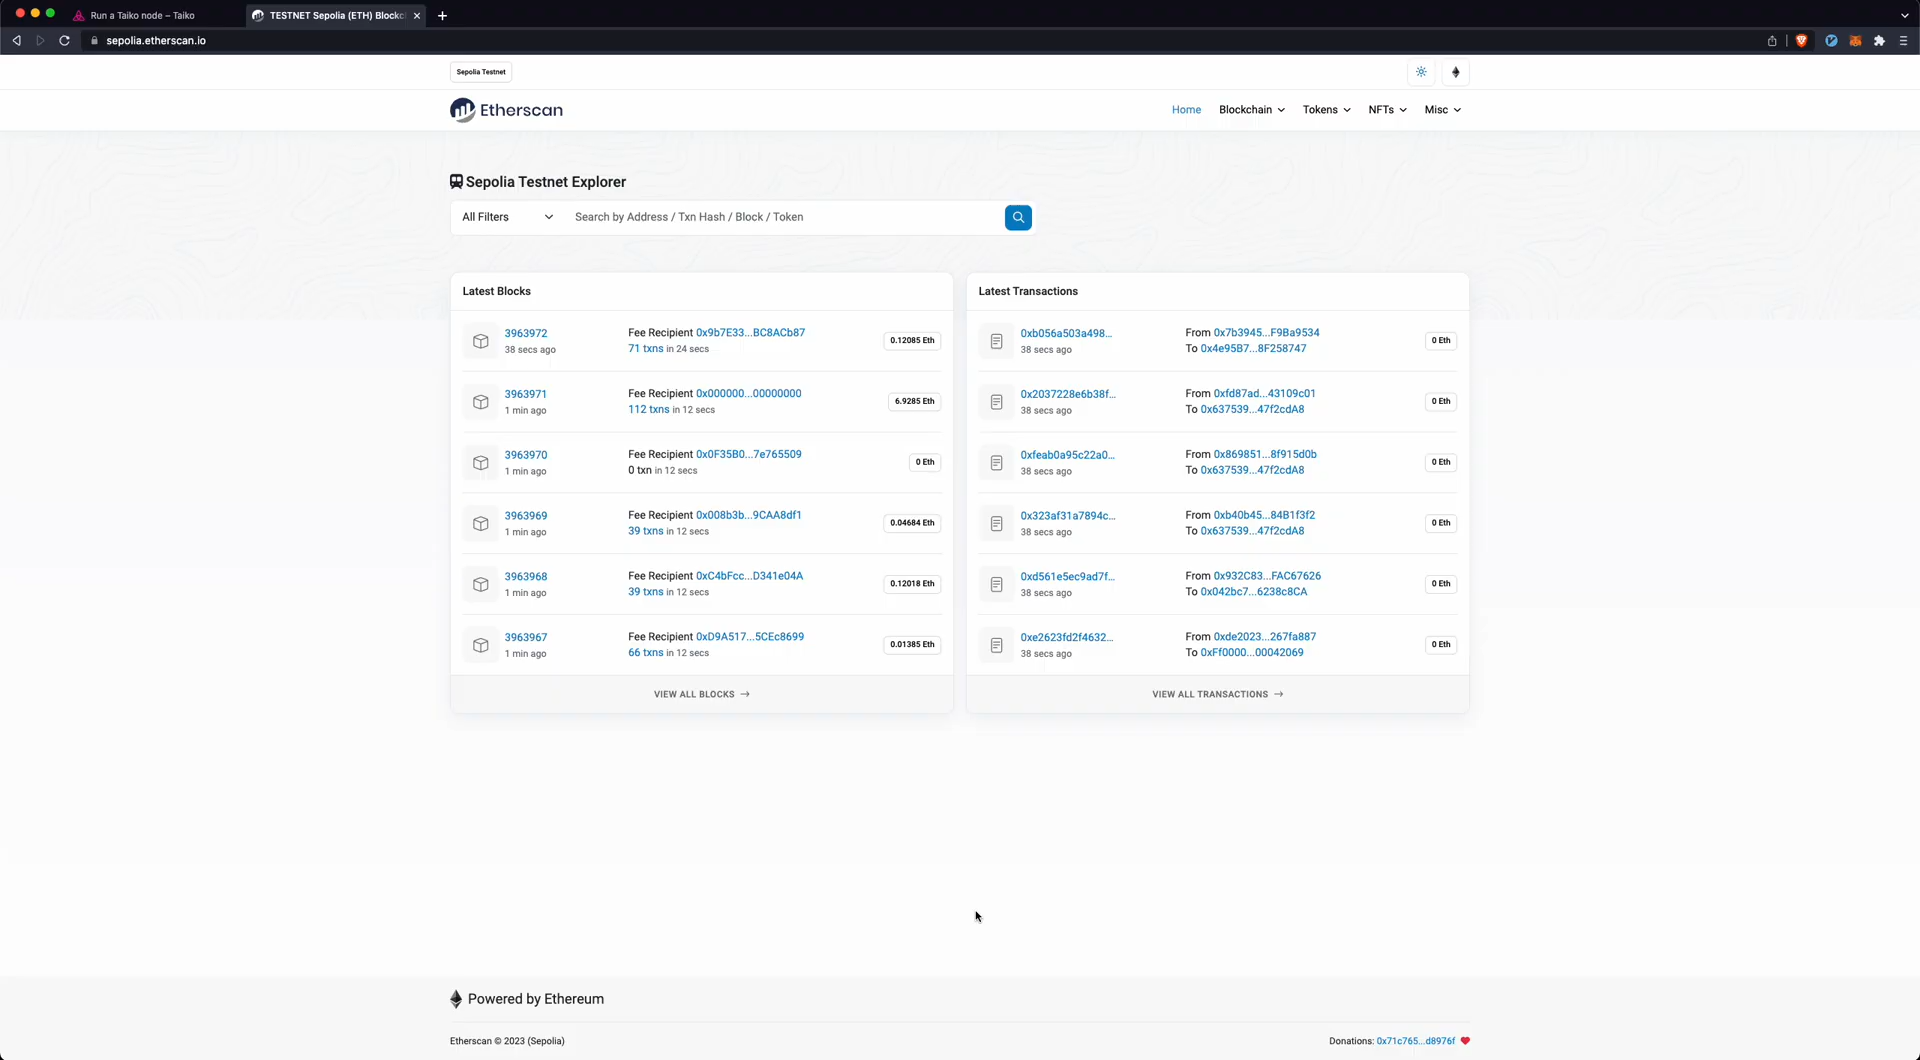 Run a Taiko node – Taiko
TESTNET Sepolia (ETH) Blockc
sepolia.etherscan.io
Sepolia Testnet
Etherscan
Home
Blockchain
Tokens
NFTs
Misc
Sepolia Testnet Explorer
All Filters
Search by Address / Txn Hash / Block / Token
Latest Blocks
3963972
38 secs ago
Fee Recipient 0x9b7E33...BC8ACb87
71 txns in 24 secs
0.12085 Eth
3963971
1 min ago
Fee Recipient 0x000000...00000000
112 txns in 12 secs
6.9285 Eth
3963970
1 min ago
Fee Recipient 0x0F35B0...7e765509
0 txn in 12 secs
0 Eth
3963969
1 min ago
Fee Recipient 0x008b3b...9CAA8df1
39 txns in 12 secs
0.04684 Eth
3963968
1 min ago
Fee Recipient 0xC4bFcc...D341e04A
39 txns in 12 secs
0.12018 Eth
3963967
1 min ago
Fee Recipient 0xD9A517...5CEc8699
66 txns in 12 secs
0.01385 Eth
VIEW ALL BLOCKS →
Latest Transactions
0xb056a503a498...
38 secs ago
From 0x7b3945...F9Ba9534
To 0x4e95B7...8F258747
0 Eth
0x2037228e6b38f...
38 secs ago
From 0xfd87ad...43109c01
To 0x637539...47f2cdA8
0 Eth
0xfeab0a95c22a0...
38 secs ago
From 0x869851...8f915d0b
To 0x637539...47f2cdA8
0 Eth
0x323af31a7894c...
38 secs ago
From 0xb40b45...84B1f3f2
To 0x637539...47f2cdA8
0 Eth
0xd561e5ec9ad7f...
38 secs ago
From 0x932C83...FAC67626
To 0x042bc7...6238c8CA
0 Eth
0xe2623fd2f4632...
38 secs ago
From 0xde2023...267fa887
To 0xFf0000...00042069
0 Eth
VIEW ALL TRANSACTIONS →
Powered by Ethereum
Etherscan © 2023 (Sepolia)
Donations: 0x71c765...d8976f